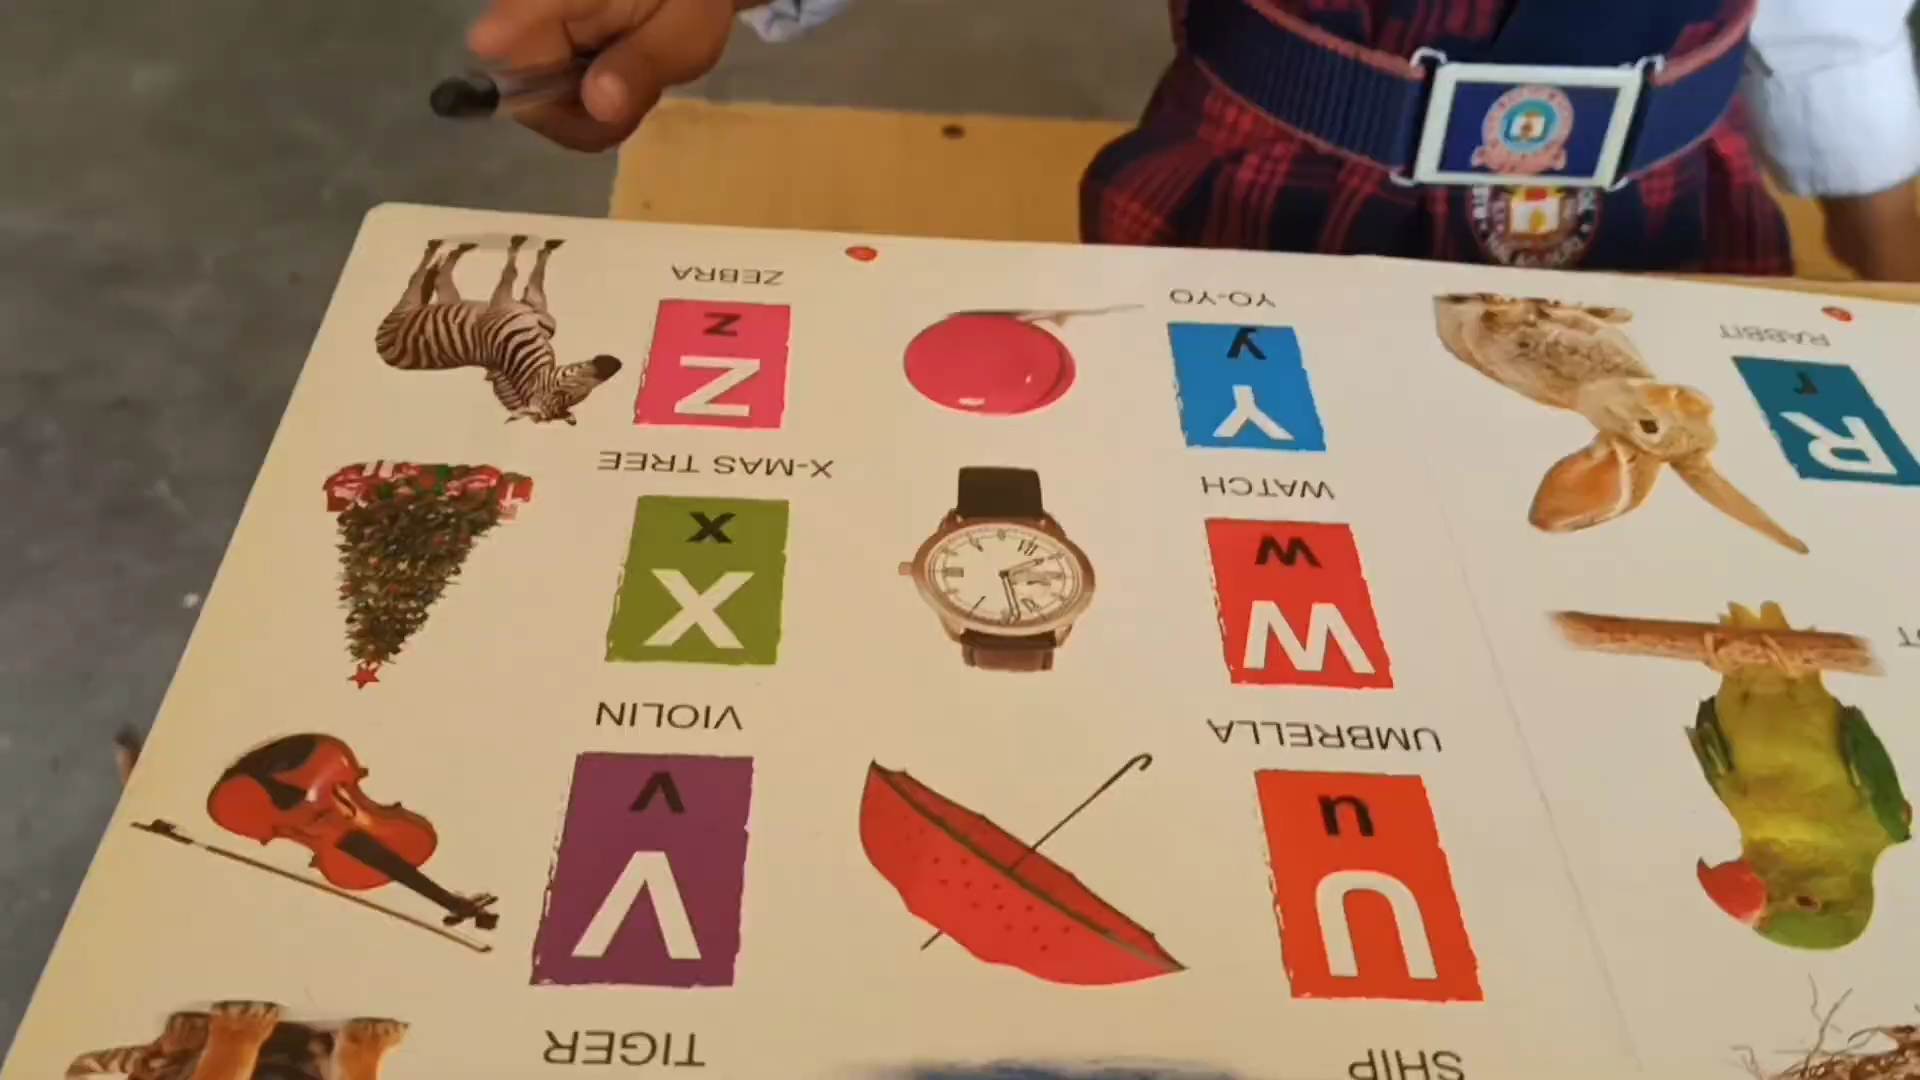 SHIP
TIGER
U u
UMBRELLA
V v
VIOLIN
W w
WATCH
X x
X-MAS TREE
R r
RABBIT
Y y
YO-YO
Z z
ZEBRA